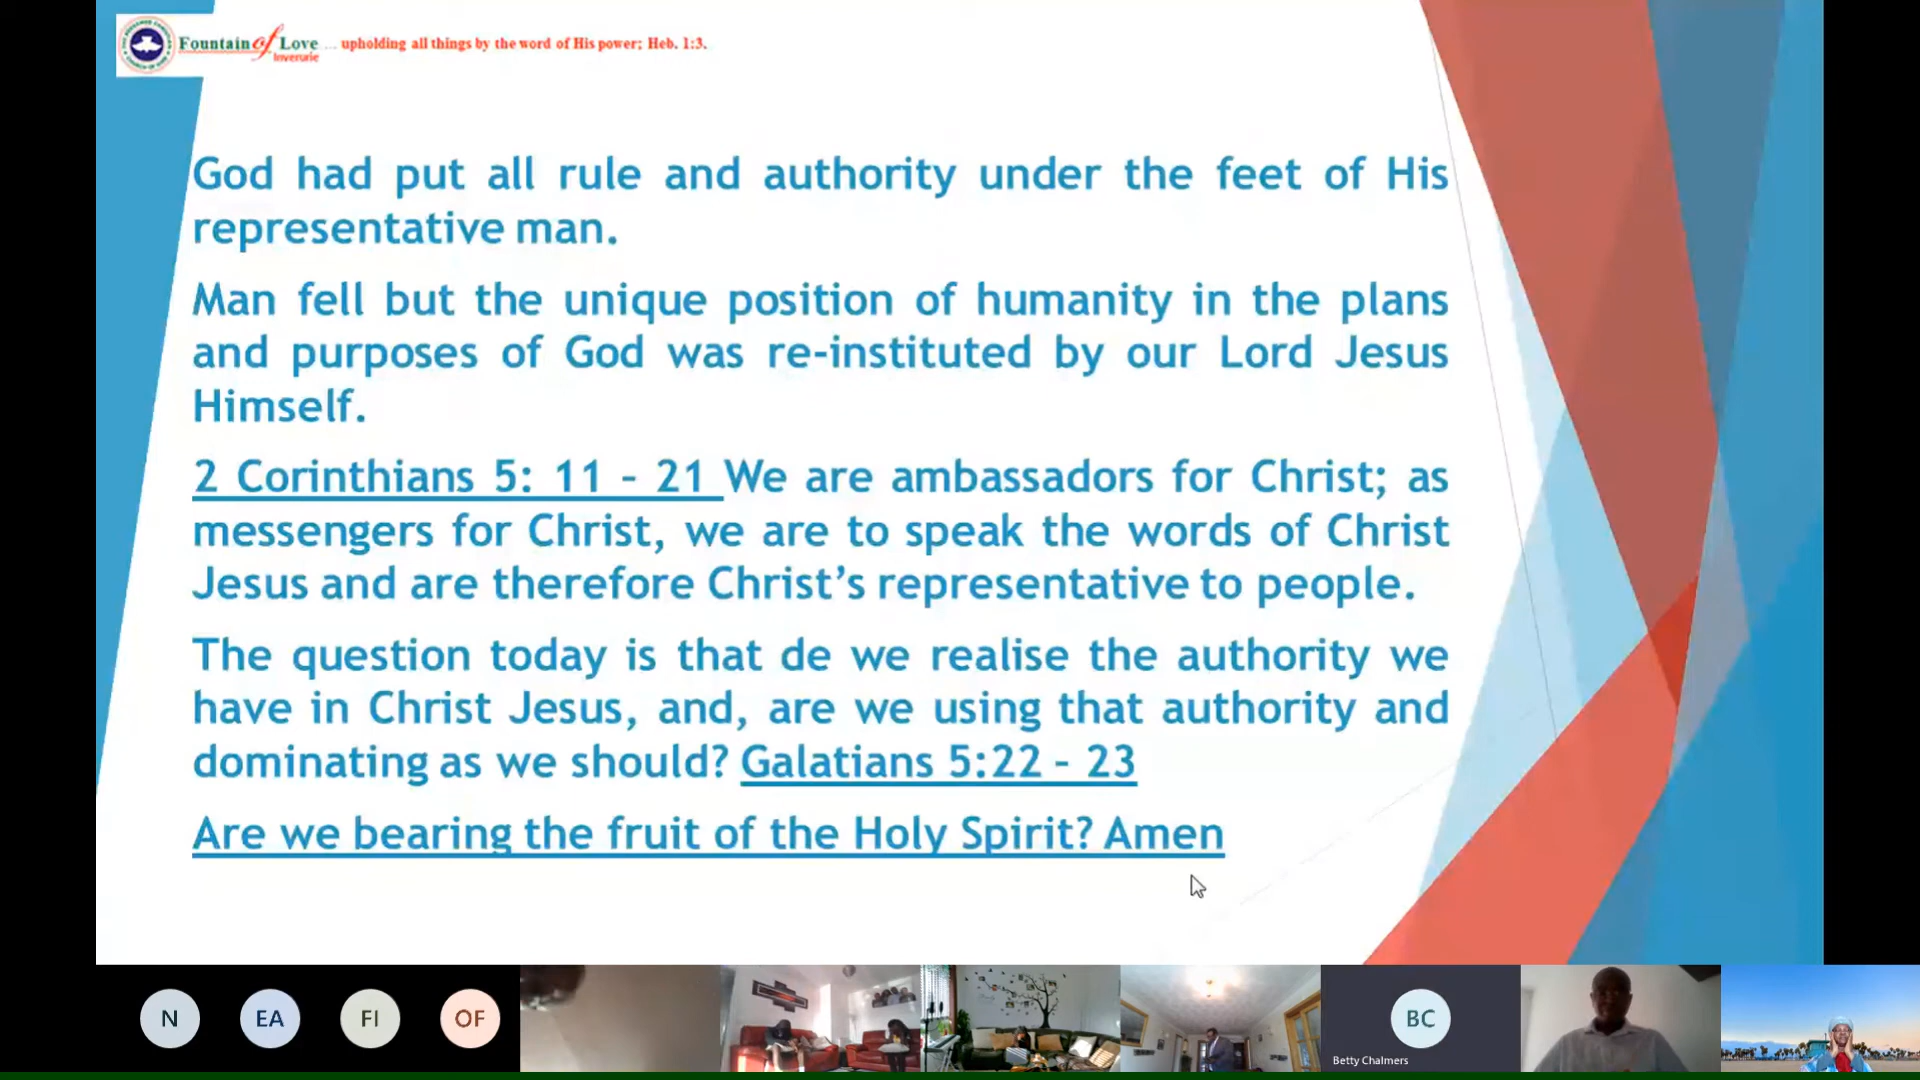 Fountain of Love ... upholding all things by the word of His power; Heb. 1:3.
Inverurie
God had put all rule and authority under the feet of His
representative man.
Man fell but the unique position of humanity in the plans
and purposes of God was re-instituted by our Lord Jesus
Himself.
2 Corinthians 5: 11 – 21 We are ambassadors for Christ; as
messengers for Christ, we are to speak the words of Christ
Jesus and are therefore Christ’s representative to people.
The question today is that de we realise the authority we
have in Christ Jesus, and, are we using that authority and
dominating as we should? Galatians 5:22 – 23
Are we bearing the fruit of the Holy Spirit? Amen
N EA FI OF BC
Betty Chalmers